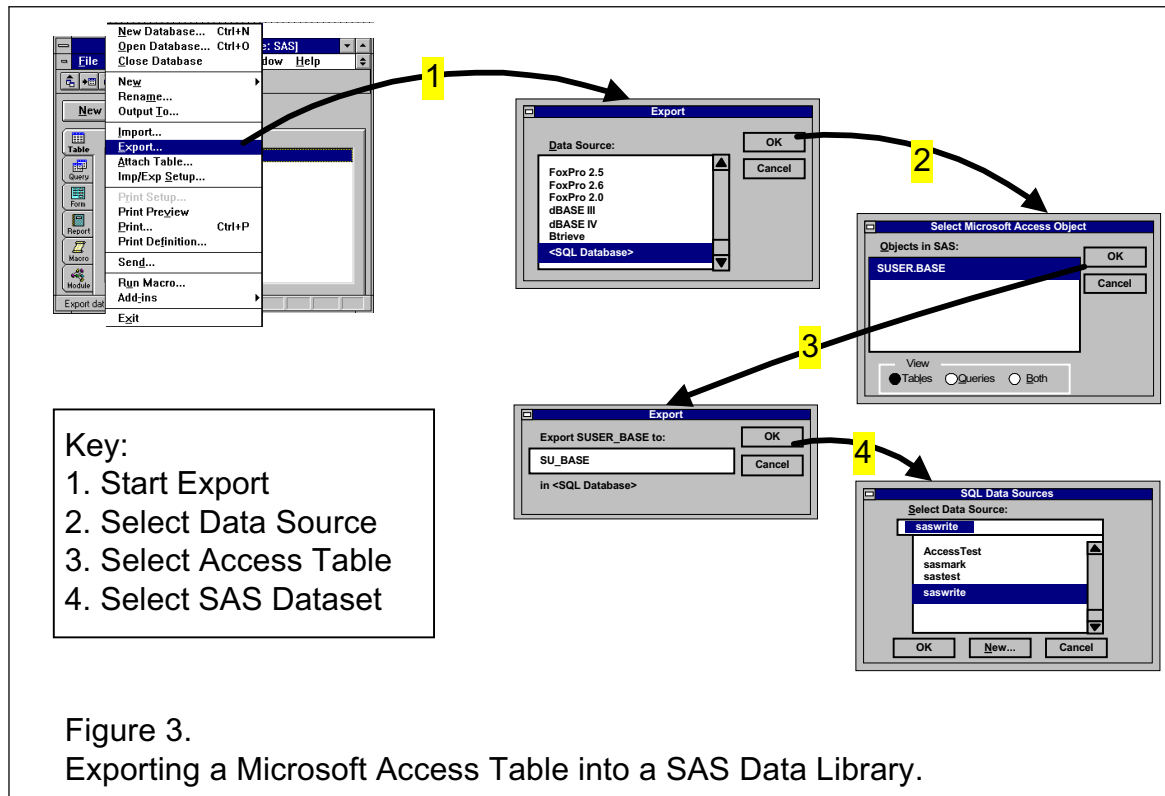 New Database... Ctrl+N
Open Database... Ctrl+O
Close Database
New
Rename...
Output To...
Import...
Export...
Attach Table...
Imp/Exp Setup...
Print Setup...
Print Preview
Print... Ctrl+P
Print Definition...
Send...
Run Macro...
Add-ins
Exit
e: SAS]
File
dow Help
New
Table
Query
Form
Report
Macro
Module
Export dat
1
Export
Data Source:
FoxPro 2.5
FoxPro 2.6
FoxPro 2.0
dBASE III
dBASE IV
Btrieve
<SQL Database>
OK
Cancel
2
Select Microsoft Access Object
Objects in SAS:
SUSER.BASE
OK
Cancel
View
Tables Queries Both
3
Export
Export SUSER_BASE to:
SU_BASE
in <SQL Database>
OK
Cancel
4
SQL Data Sources
Select Data Source:
saswrite
AccessTest
sasmark
sastest
saswrite
OK New... Cancel
Key:
1. Start Export
2. Select Data Source
3. Select Access Table
4. Select SAS Dataset
Figure 3.
Exporting a Microsoft Access Table into a SAS Data Library.